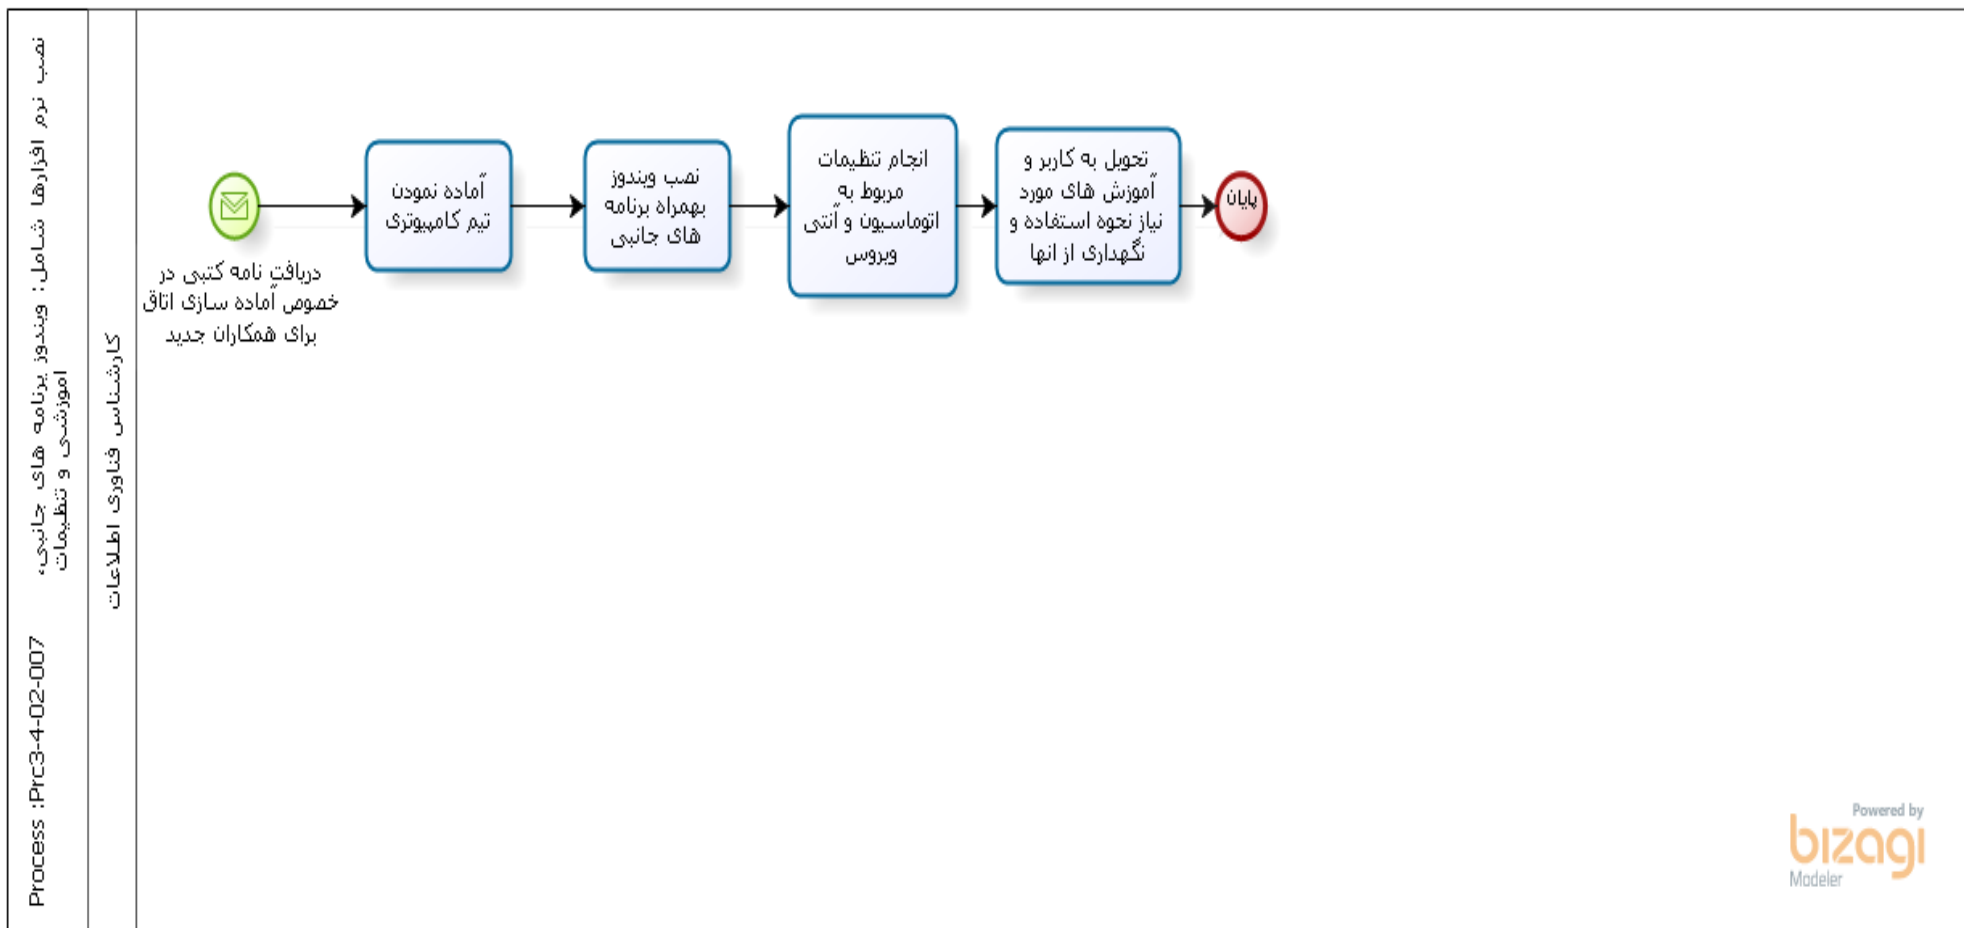 Process :Prc3-4-02-007 نصب نرم افزارها شامل: ویندوز برنامه های جانبی،
اموزشی و تنظیمات
کارشناس فناوری اطلاعات
دریافت نامه کتبی در
خصوص آماده سازی اتاق
برای همکاران جدید
آماده نمودن
تیم کامپیوتری
نصب ویندوز
بهمراه برنامه
های جانبی
انجام تنظیمات
مربوط به
اتوماسیون و آنتی
ویروس
تحویل به کاربر و
آموزش های مورد
نیاز نحوه استفاده و
نگهداری از انها
پایان
Powered by
bizagi
Modeler